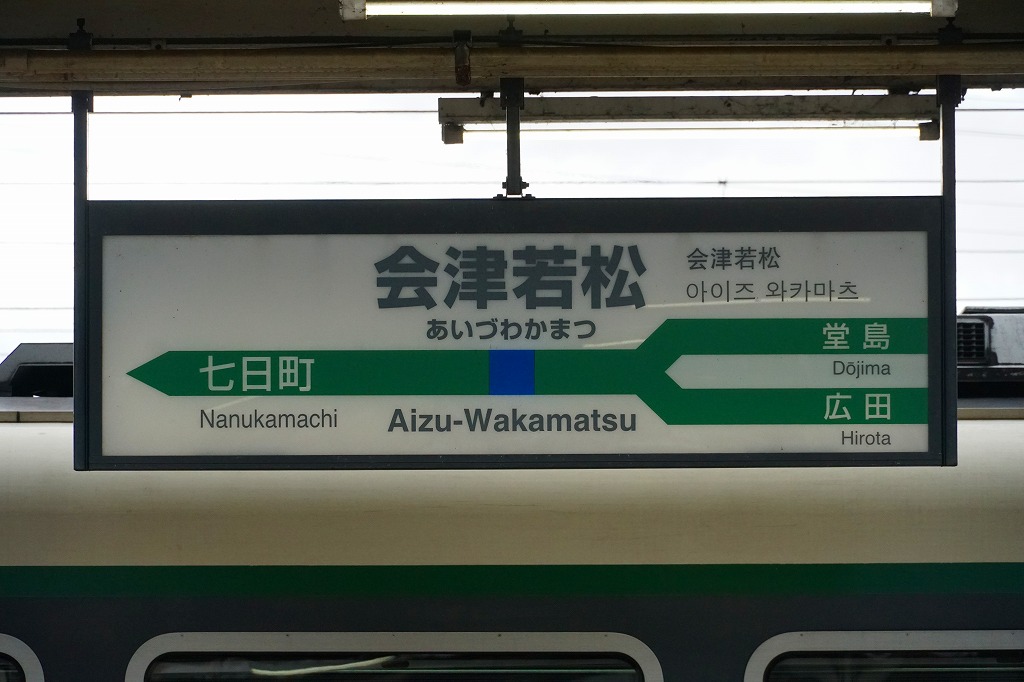 会津若松
会津若松
아이즈 와카마츠
あいづわかまつ
七日町
堂島
Dōjima
広田
Nanukamachi
Aizu-Wakamatsu
Hirota